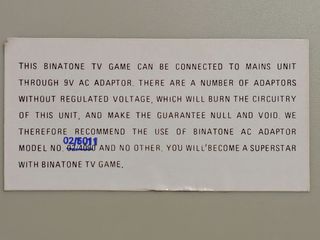 THIS BINATONE TV GAME CAN BE CONNECTED TO MAINS UNIT
THROUGH 9V AC ADAPTOR. THERE ARE A NUMBER OF ADAPTORS
WITHOUT REGULATED VOLTAGE, WHICH WILL BURN THE CIRCUITRY
OF THIS UNIT, AND MAKE THE GUARANTEE NULL AND VOID. WE
THEREFORE RECOMMEND THE USE OF BINATONE AC ADAPTOR
MODEL NO. 02/5011 AND NO OTHER. YOU WILL BECOME A SUPERSTAR
WITH BINATONE TV GAME.